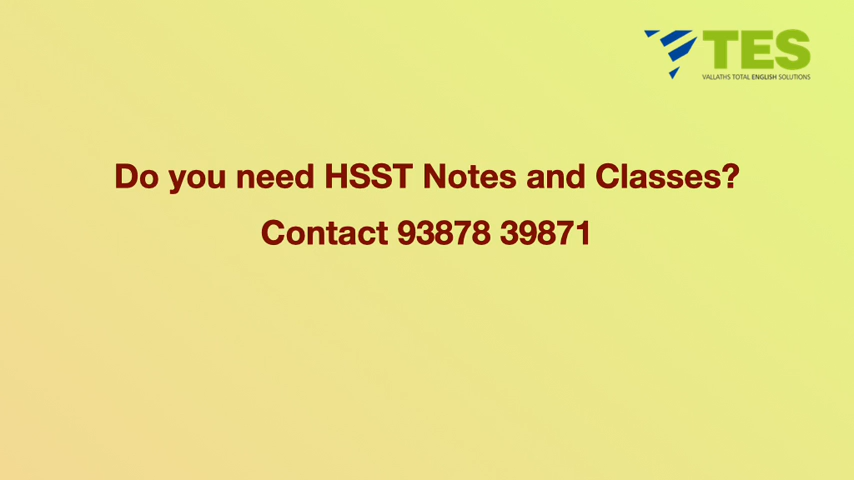 TES
VALLATHS TOTAL ENGLISH SOLUTIONS
Do you need HSST Notes and Classes?
Contact 93878 39871